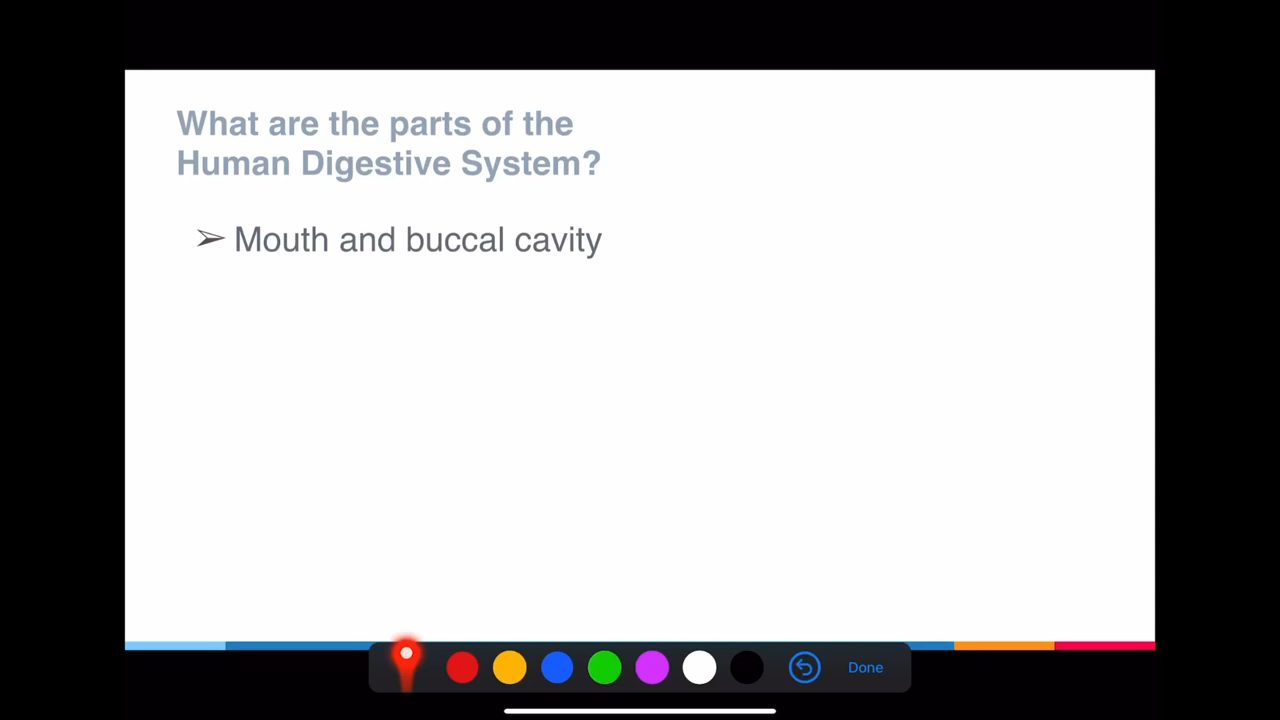 What are the parts of the
Human Digestive System?
➢ Mouth and buccal cavity
Done